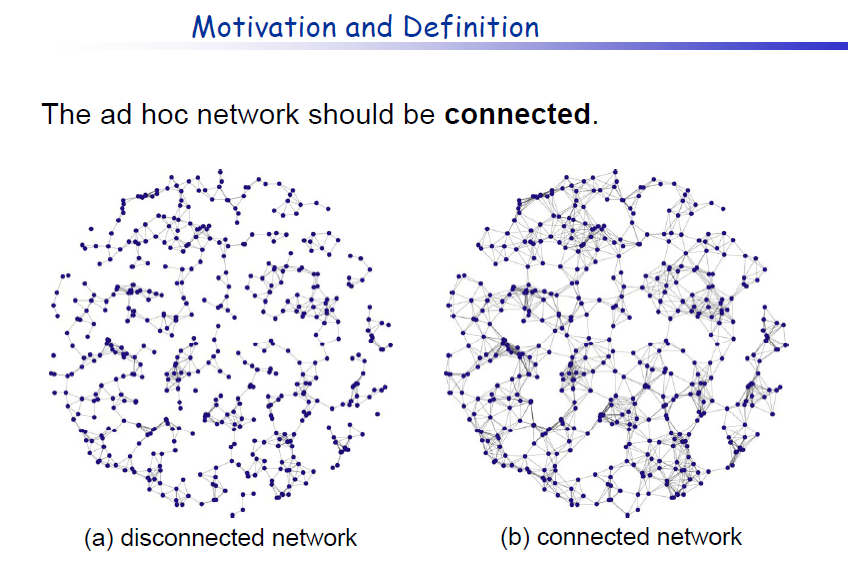 Motivation and Definition
The ad hoc network should be connected.
(a) disconnected network
(b) connected network